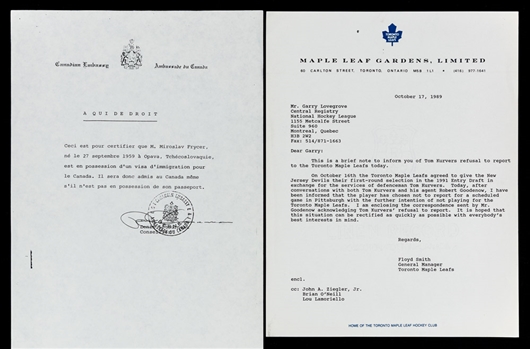 Canadian Embassy
Ambassade du Canada
A QUI DE DROIT
Ceci est pour certifier que M. Miroslav Frycer,
né le 27 septembre 1959 à Opava, Tchécoslovaquie,
est en possession d'un visa d'immigration pour
le Canada. Il sera donc admis au Canada même
s'il n'est pas en possession de son passeport.
TORONTO
MAPLE
LEAFS
MAPLE LEAF GARDENS, LIMITED
60 CARLTON STREET, TORONTO, ONTARIO M5B 1L1 • (416) 977-1641
October 17, 1989
Mr. Garry Lovegrove
Central Registry
National Hockey League
1155 Metcalfe Street
Suite 960
Montreal, Quebec
H3B 2W2
Fax: 514/871-1663
Dear Garry:
This is a brief note to inform you of Tom Kurvers refusal to report
to the Toronto Maple Leafs today.
On October 16th the Toronto Maple Leafs agreed to give the New
Jersey Devils their first-round selection in the 1991 Entry Draft in
exchange for the services of defenceman Tom Kurvers. Today, after
conversations with Tom Kurvers and his agent Robert Goodenow, I have
been informed that the player has chosen not to report for a scheduled
game in Pittsburgh with the further intention of not playing for the
Toronto Maple Leafs. I am enclosing the correspondence sent by Mr.
Goodenow acknowledging Tom Kurvers' refusal to report. It is hoped that
this situation can be rectified as quickly as possible with everybody's
best interests in mind.
Regards,
Floyd Smith
General Manager
Toronto Maple Leafs
encl.
cc: John A. Ziegler, Jr.
Brian O'Neill
Lou Lamoriello
HOME OF THE TORONTO MAPLE LEAF HOCKEY CLUB